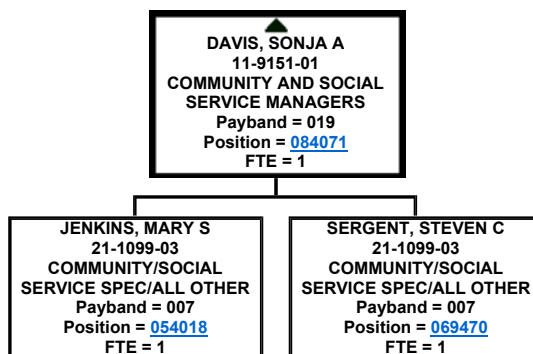 DAVIS, SONJA A
11-9151-01
COMMUNITY AND SOCIAL
SERVICE MANAGERS
Payband = 019
Position = 084071
FTE = 1
JENKINS, MARY S
21-1099-03
COMMUNITY/SOCIAL
SERVICE SPEC/ALL OTHER
Payband = 007
Position = 054018
FTE = 1
SERGENT, STEVEN C
21-1099-03
COMMUNITY/SOCIAL
SERVICE SPEC/ALL OTHER
Payband = 007
Position = 069470
FTE = 1